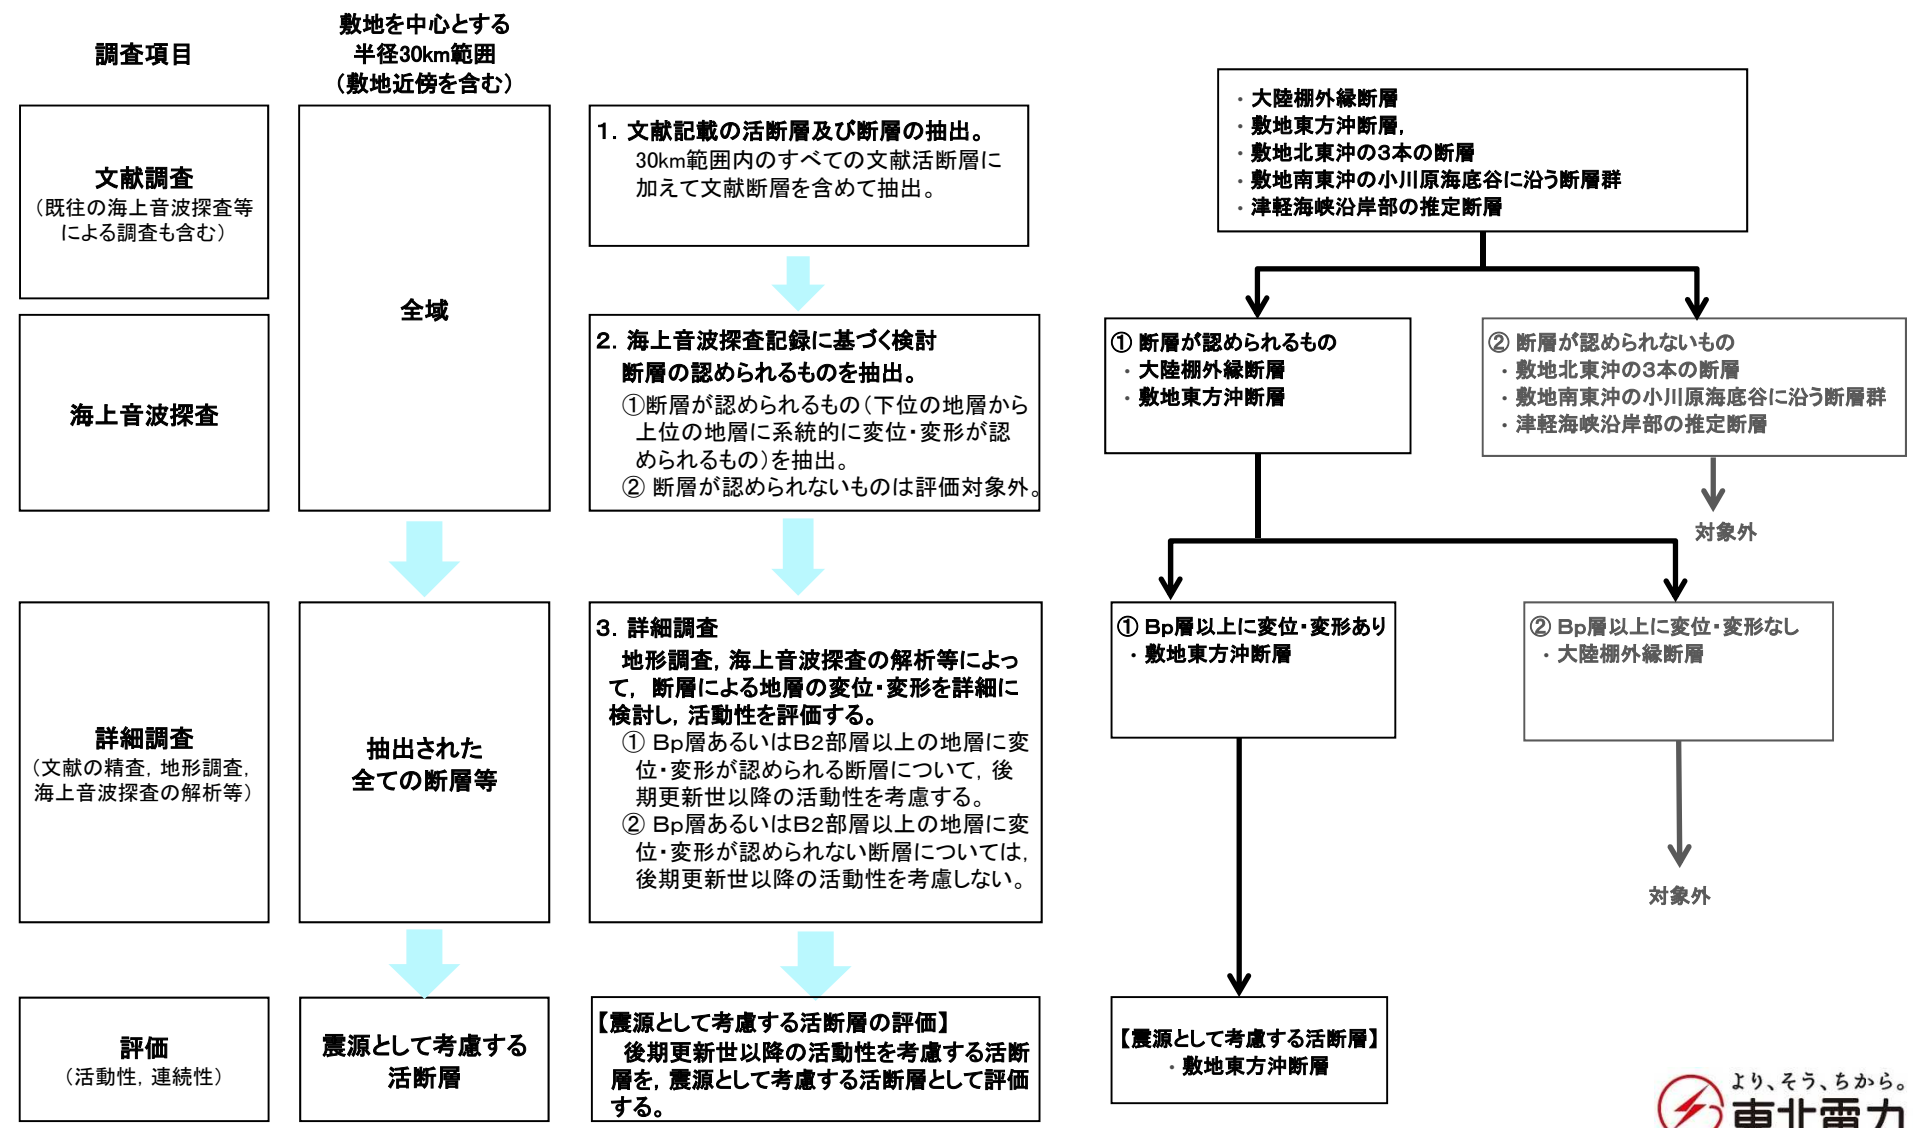 調査項目
敷地を中心とする
半径30km範囲
（敷地近傍を含む）
文献調査
（既往の海上音波探査等
による調査も含む）
海上音波探査
全域
1．文献記載の活断層及び断層の抽出。
30km範囲内のすべての文献活断層に
加えて文献断層を含めて抽出。
2．海上音波探査記録に基づく検討
断層の認められるものを抽出。
①断層が認められるもの（下位の地層から
上位の地層に系統的に変位・変形が認
められるもの）を抽出。
② 断層が認められないものは評価対象外。
・大陸棚外縁断層
・敷地東方沖断層，
・敷地北東沖の3本の断層
・敷地南東沖の小川原海底谷に沿う断層群
・津軽海峡沿岸部の推定断層
① 断層が認められるもの
・大陸棚外縁断層
・敷地東方沖断層
② 断層が認められないもの
・敷地北東沖の3本の断層
・敷地南東沖の小川原海底谷に沿う断層群
・津軽海峡沿岸部の推定断層
対象外
詳細調査
（文献の精査，地形調査，
海上音波探査の解析等）
抽出された
全ての断層等
3．詳細調査
地形調査，海上音波探査の解析等によっ
て，断層による地層の変位・変形を詳細に
検討し，活動性を評価する。
① Bp層あるいはB2部層以上の地層に変
位・変形が認められる断層について，後
期更新世以降の活動性を考慮する。
② Bp層あるいはB2部層以上の地層に変
位・変形が認められない断層については，
後期更新世以降の活動性を考慮しない。
① Bp層以上に変位・変形あり
・敷地東方沖断層
② Bp層以上に変位・変形なし
・大陸棚外縁断層
対象外
評価
（活動性，連続性）
震源として考慮する
活断層
【震源として考慮する活断層の評価】
後期更新世以降の活動性を考慮する活断
層を，震源として考慮する活断層として評価
する。
【震源として考慮する活断層】
・敷地東方沖断層
より、そう、ちから。
東北電力